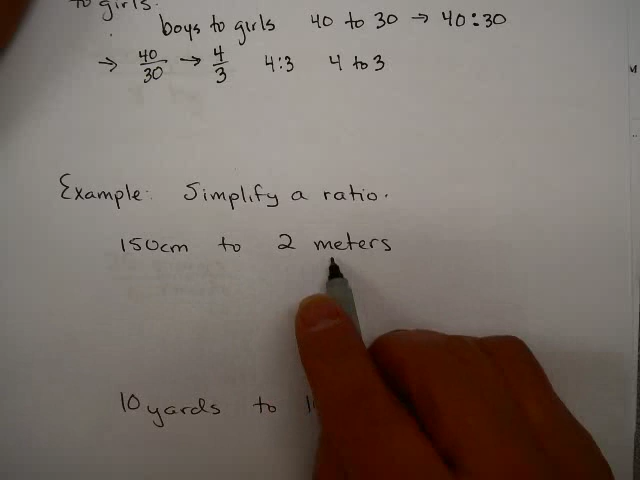 to girls.
boys to girls 40 to 30 → 40:30
→ 40/30 → 4/3 4:3 4 to 3
Example: Simplify a ratio.
150cm to 2 meters
10 yards to